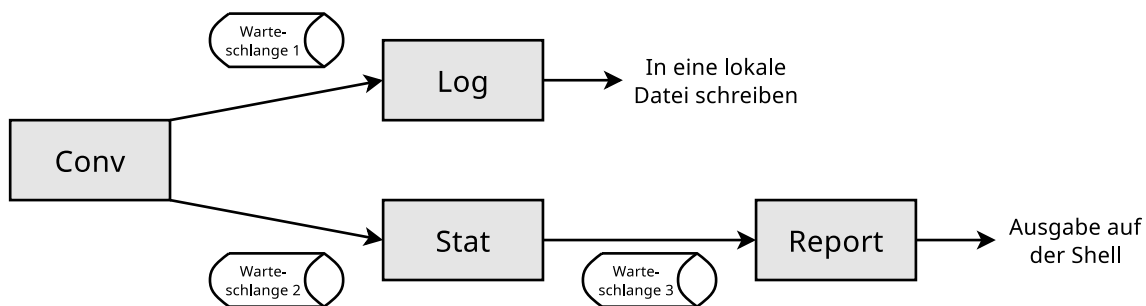 Warte-
schlange 1
Log
In eine lokale
Datei schreiben
Conv
Stat
Report
Ausgabe auf
der Shell
Warte-
schlange 2
Warte-
schlange 3